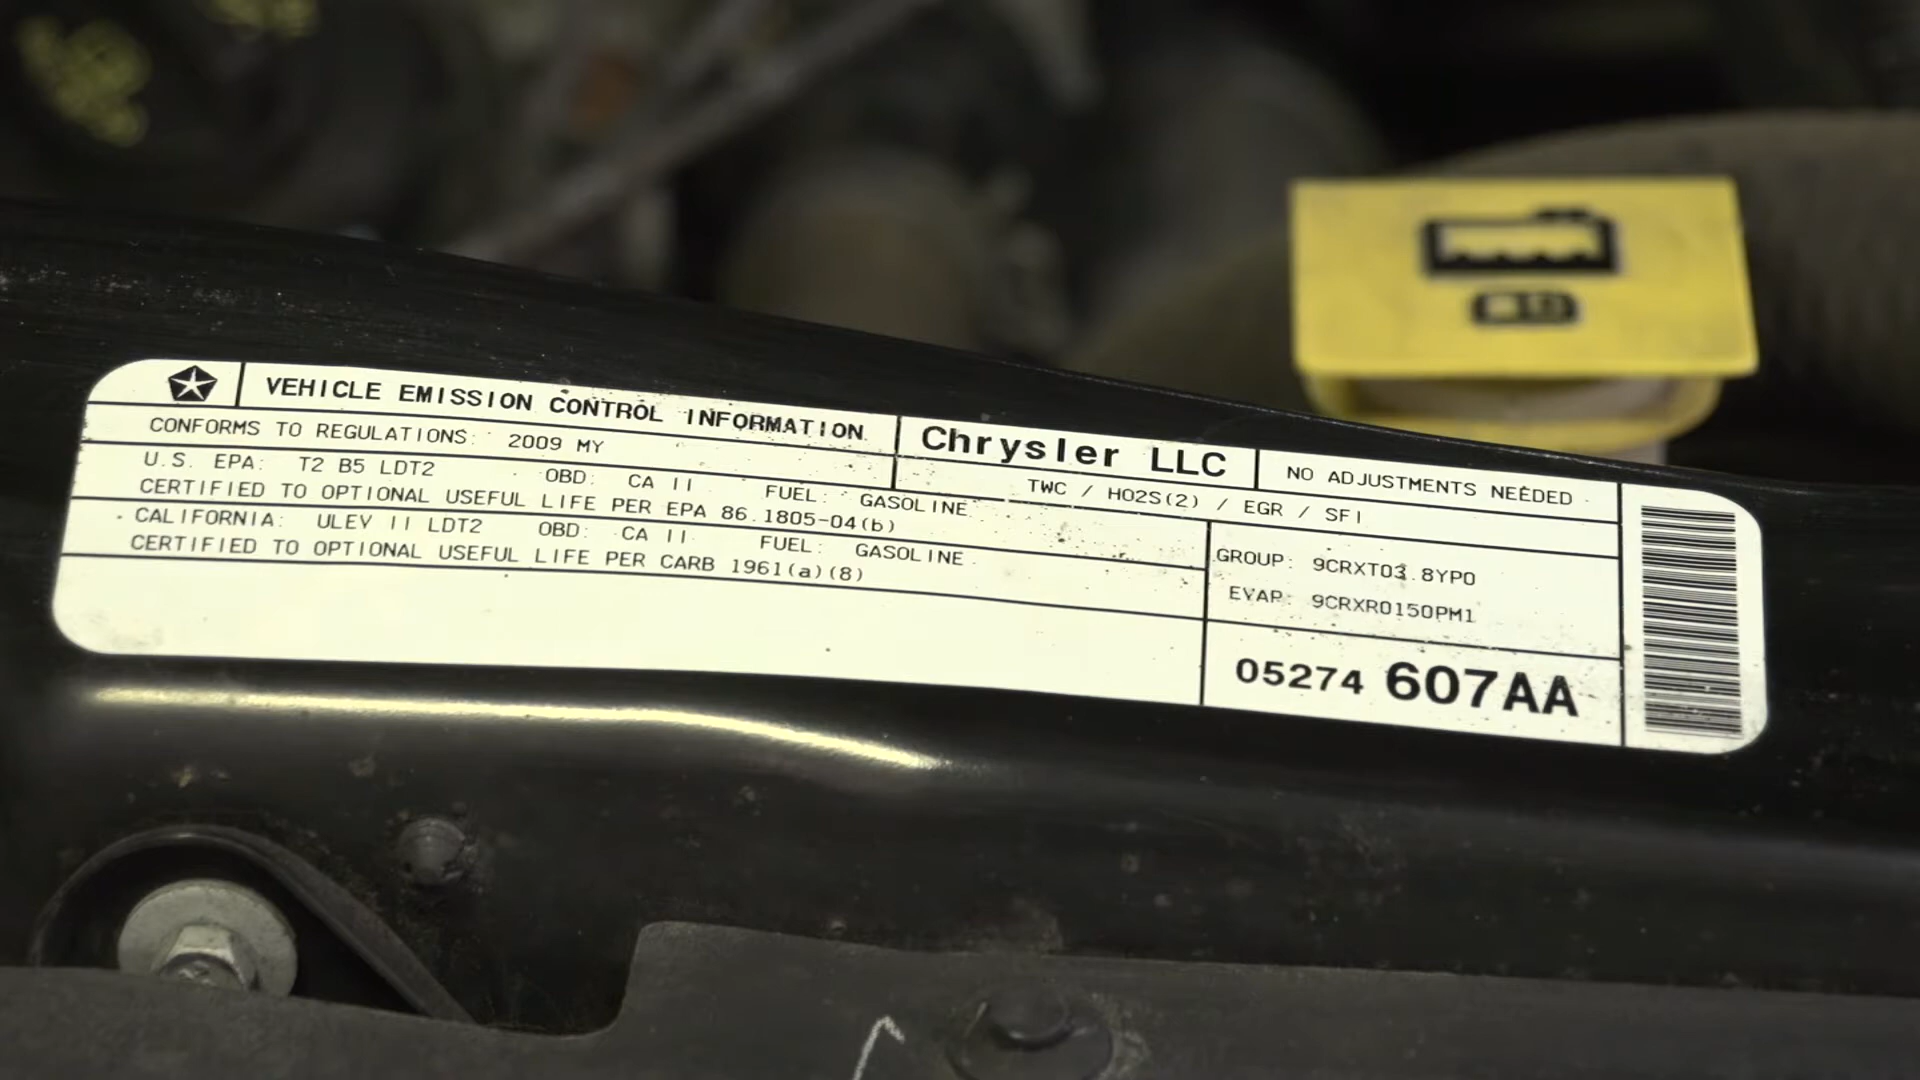 VEHICLE EMISSION CONTROL INFORMATION
CONFORMS TO REGULATIONS: 2009 MY
Chrysler LLC
NO ADJUSTMENTS NEEDED
U.S. EPA: T2 B5 LDT2 OBD: CA II FUEL: GASOLINE
TWC / HO2S(2) / EGR / SFI
CERTIFIED TO OPTIONAL USEFUL LIFE PER EPA 86.1805-04(b)
CALIFORNIA: ULEV II LDT2 OBD: CA II FUEL: GASOLINE
CERTIFIED TO OPTIONAL USEFUL LIFE PER CARB 1961(a)(8)
GROUP: 9CRXT03.8YP0
EVAP: 9CRXR0150PM1
05274 607AA